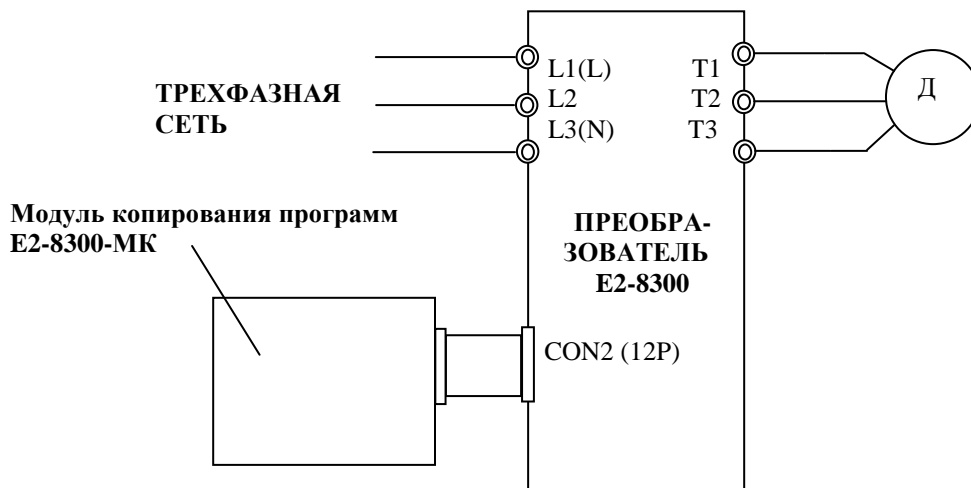 ТРЕХФАЗНАЯ
СЕТЬ
L1(L)
L2
L3(N)
T1
T2
T3
Д
Модуль копирования программ
Е2-8300-МК
ПРЕОБРА-
ЗОВАТЕЛЬ
Е2-8300
CON2 (12P)